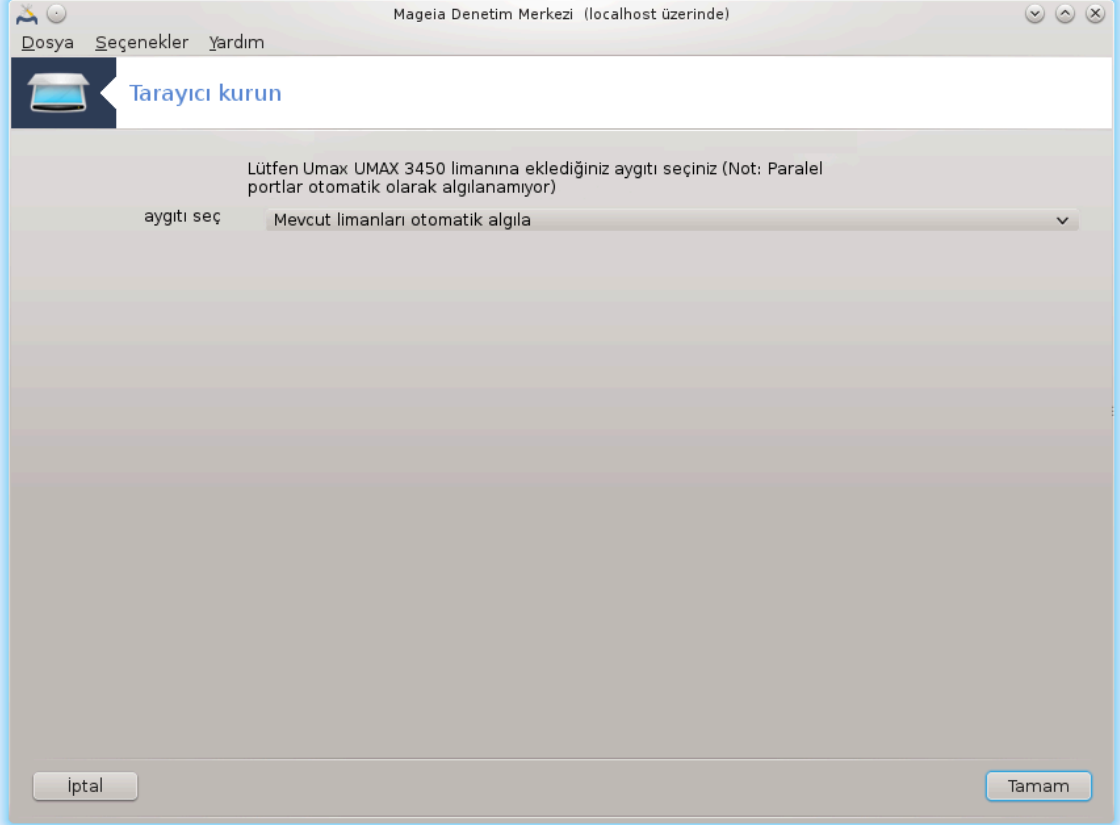 Mageia Denetim Merkezi (localhost üzerinde)
Dosya Seçenekler Yardım
Tarayıcı kurun
Lütfen Umax UMAX 3450 limanına eklediğiniz aygıtı seçiniz (Not: Paralel
portlar otomatik olarak algılanamıyor)
aygıtı seç Mevcut limanları otomatik algıla
İptal Tamam